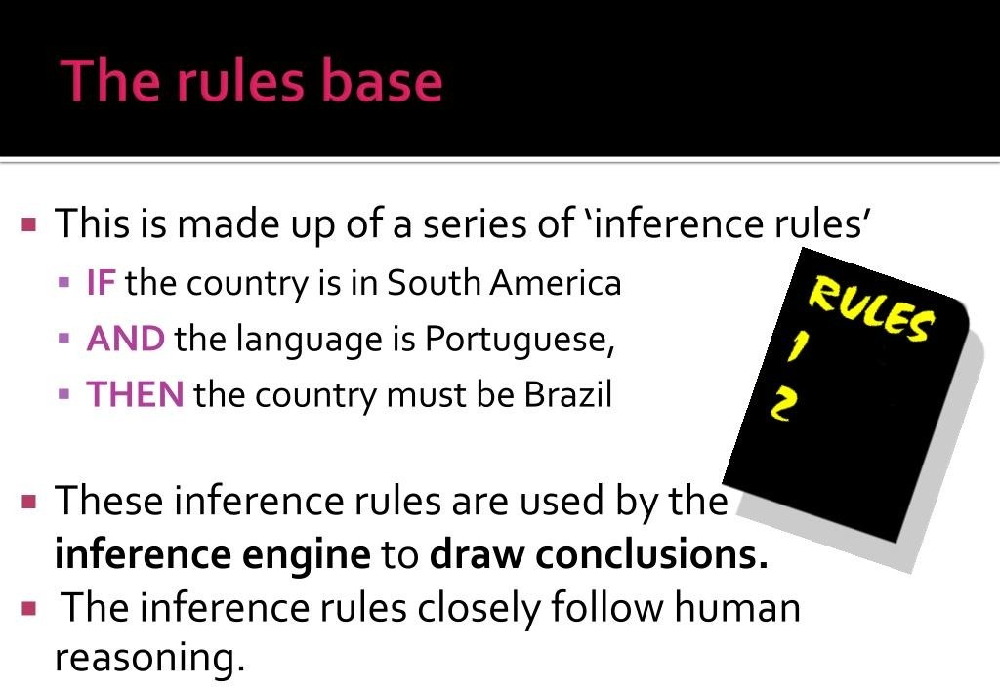 The rules base
This is made up of a series of ‘inference rules’
IF the country is in South America
AND the language is Portuguese,
THEN the country must be Brazil
RULES
1
2
These inference rules are used by the
inference engine to draw conclusions.
The inference rules closely follow human
reasoning.